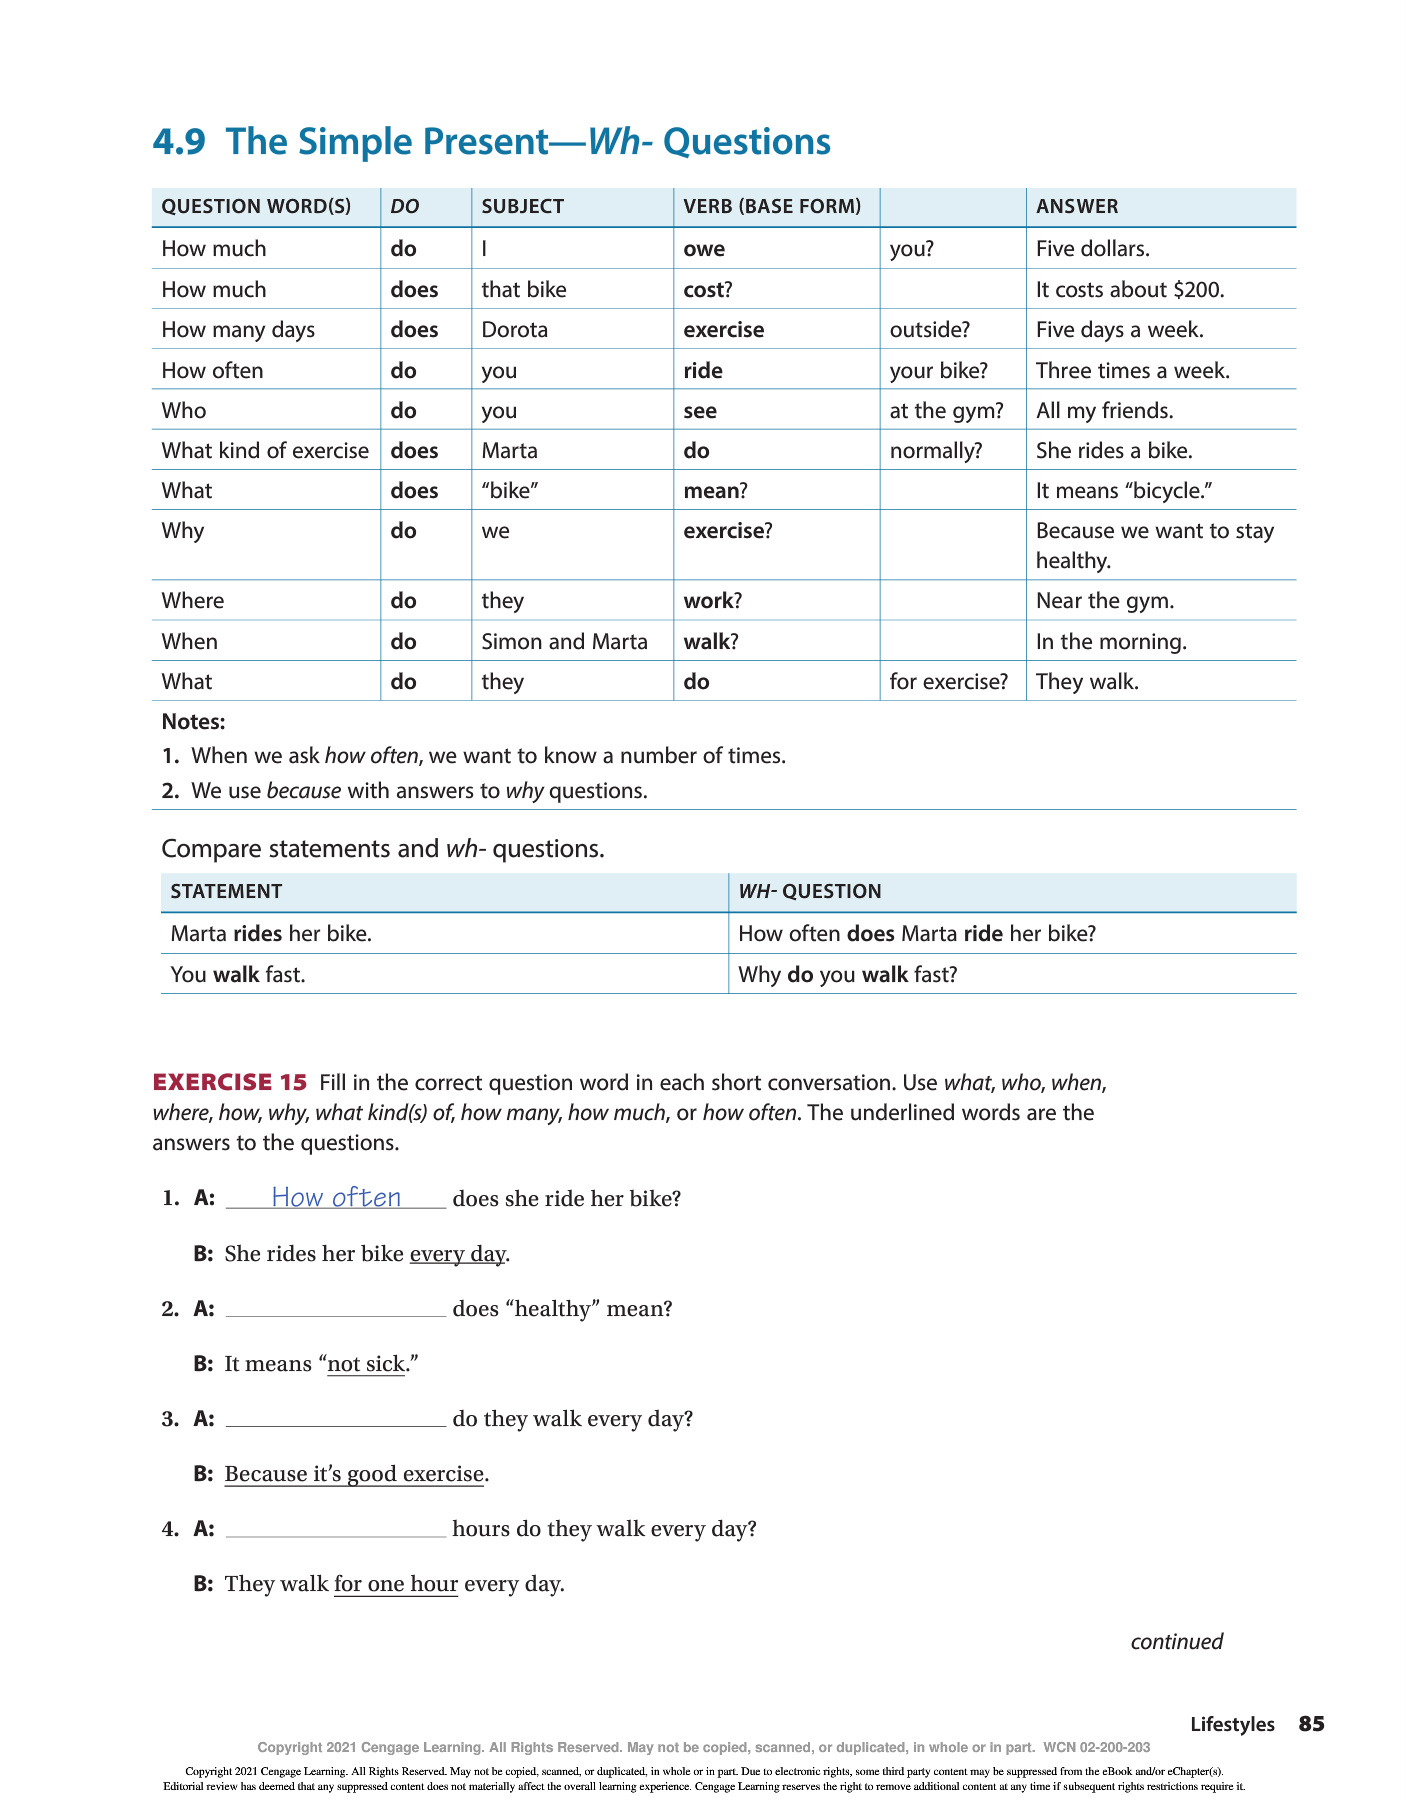 4.9 The Simple Present—Wh- Questions
QUESTION WORD(S) DO SUBJECT VERB (BASE FORM) ANSWER
How much do I owe you? Five dollars.
How much does that bike cost? It costs about $200.
How many days does Dorota exercise outside? Five days a week.
How often do you ride your bike? Three times a week.
Who do you see at the gym? All my friends.
What kind of exercise does Marta do normally? She rides a bike.
What does “bike” mean? It means “bicycle.”
Why do we exercise? Because we want to stay
healthy.
Where do they work? Near the gym.
When do Simon and Marta walk? In the morning.
What do they do for exercise? They walk.
Notes:
1. When we ask how often, we want to know a number of times.
2. We use because with answers to why questions.
Compare statements and wh- questions.
STATEMENT WH- QUESTION
Marta rides her bike. How often does Marta ride her bike?
You walk fast. Why do you walk fast?
EXERCISE 15 Fill in the correct question word in each short conversation. Use what, who, when,
where, how, why, what kind(s) of, how many, how much, or how often. The underlined words are the
answers to the questions.
1. A: How often does she ride her bike?
B: She rides her bike every day.
2. A: does “healthy” mean?
B: It means “not sick.”
3. A: do they walk every day?
B: Because it’s good exercise.
4. A: hours do they walk every day?
B: They walk for one hour every day.
continued
Lifestyles 85
Copyright 2021 Cengage Learning. All Rights Reserved. May not be copied, scanned, or duplicated, in whole or in part. WCN 02-200-203
Copyright 2021 Cengage Learning. All Rights Reserved. May not be copied, scanned, or duplicated, in whole or in part. Due to electronic rights, some third party content may be suppressed from the eBook and/or eChapter(s).
Editorial review has deemed that any suppressed content does not materially affect the overall learning experience. Cengage Learning reserves the right to remove additional content at any time if subsequent rights restrictions require it.